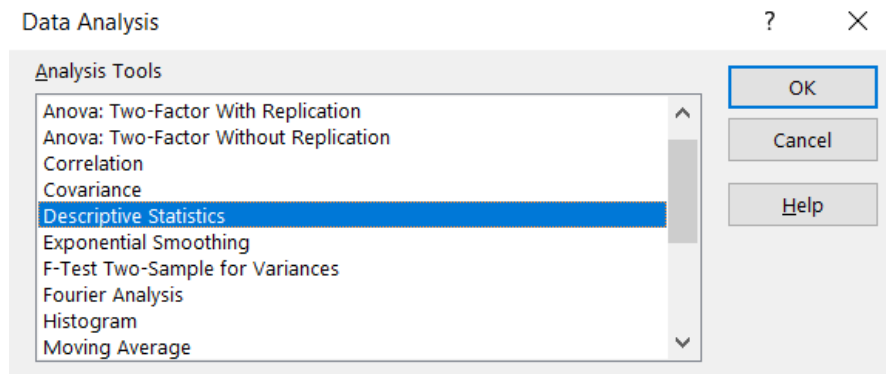 Data Analysis ?
Analysis Tools
Anova: Two-Factor With Replication
Anova: Two-Factor Without Replication
Correlation
Covariance
Descriptive Statistics
Exponential Smoothing
F-Test Two-Sample for Variances
Fourier Analysis
Histogram
Moving Average
OK
Cancel
Help